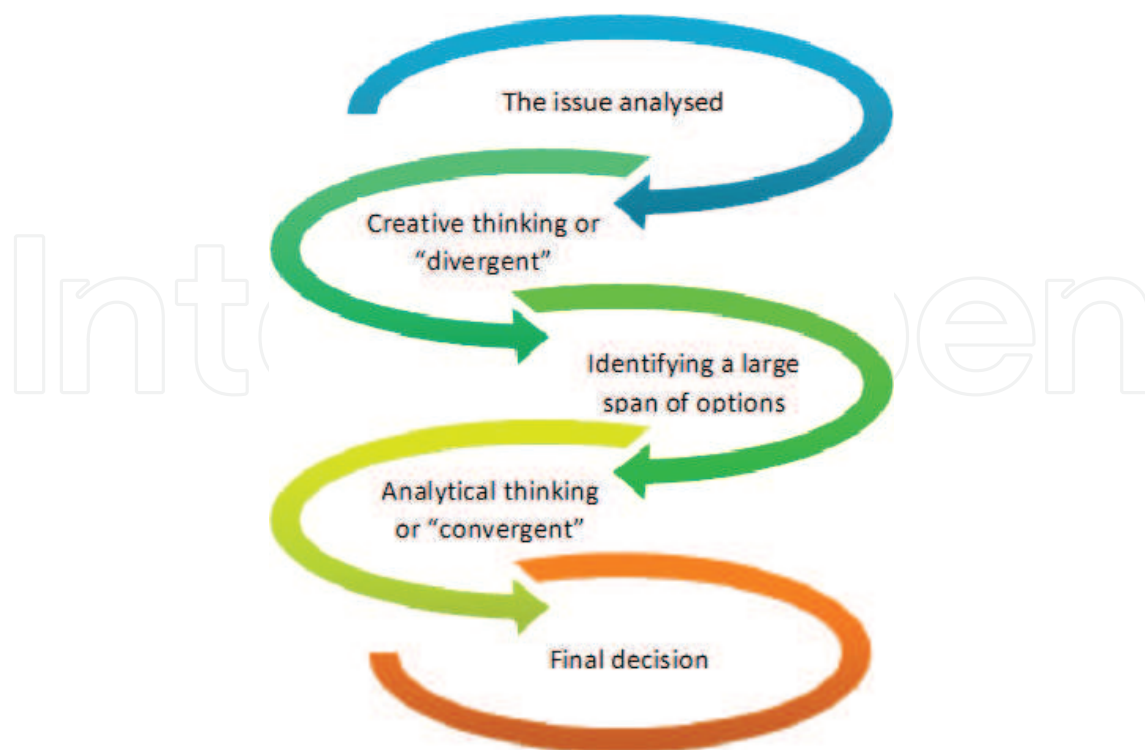 The issue analysed
Creative thinking or
“divergent”
Identifying a large
span of options
Analytical thinking
or “convergent”
Final decision